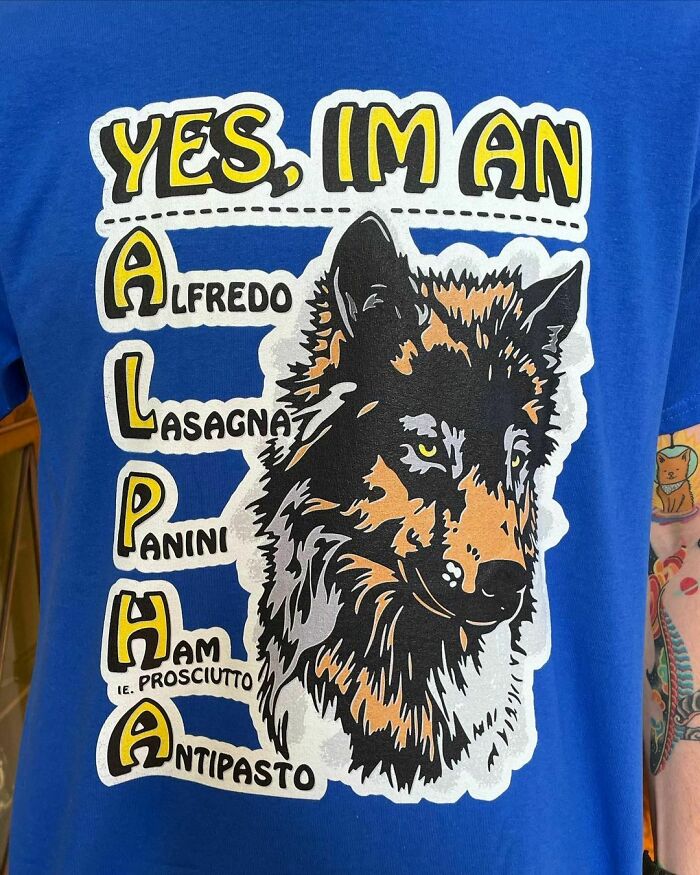 YES, IM AN
ALFREDO
LASAGNA
PANINI
HAM
IE. PROSCIUTTO
ANTIPASTO